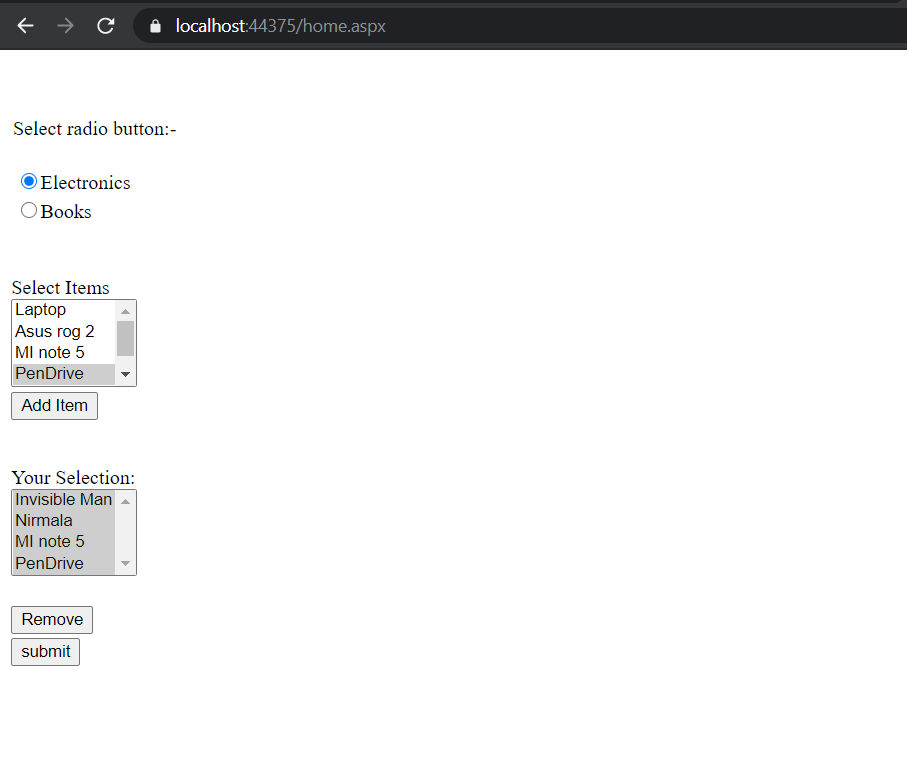 localhost:44375/home.aspx
Select radio button:-
Electronics
Books
Select Items
Laptop
Asus rog 2
MI note 5
PenDrive
Add Item
Your Selection:
Invisible Man
Nirmala
MI note 5
PenDrive
Remove
submit